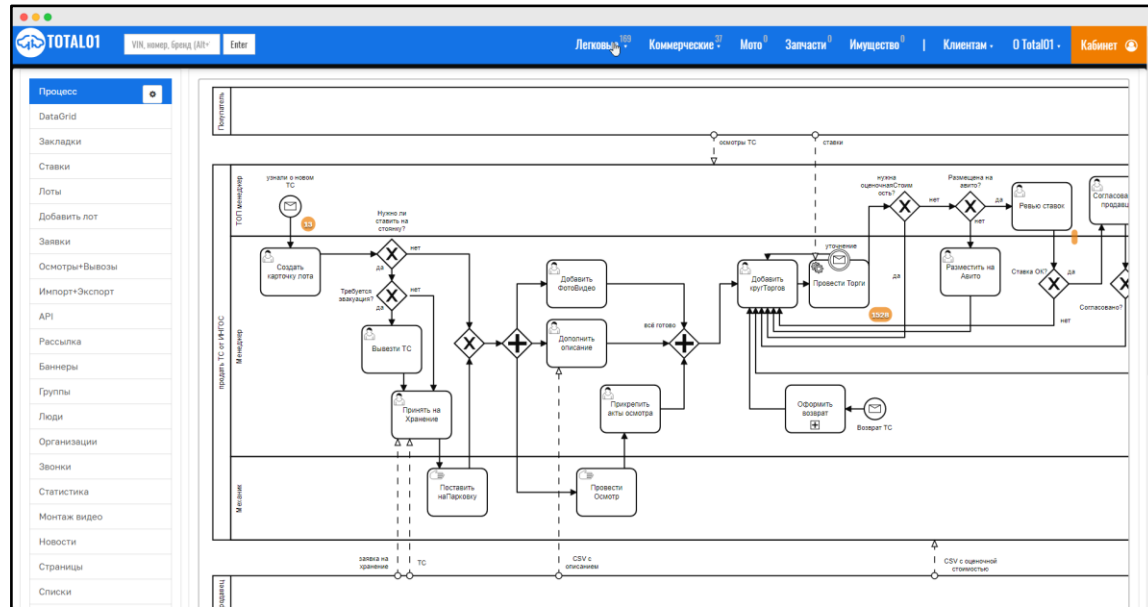 TOTAL01
VIN, номер, бренд (Alt+
Enter
Легковые 169
Коммерческие 37
Мото 0
Запчасти 0
Имущество 0
|
Клиентам
О Total01
Кабинет
Процесс
DataGrid
Закладки
Ставки
Лоты
Добавить лот
Заявки
Осмотры+Вывозы
Импорт+Экспорт
API
Рассылка
Баннеры
Группы
Люди
Организации
Звонки
Статистика
Монтаж видео
Новости
Страницы
Списки
Покупатель
осмотры ТС
ставки
продать ТС от ИНГОС
ТОП менеджер
узнали о новом
ТС
13
нужна
оценочнаяСтоим
ость?
нет
да
Размещена на
авито?
да
нет
Ревью ставок
Согласова
продавц
Менеджер
Создать
карточку лота
Нужно ли
ставить на
стоянку?
нет
да
Требуется
эвакуация?
нет
да
Вывезти ТС
Принять на
Хранение
Добавить
ФотоВидео
Дополнить
описание
Прикрепить
акты осмотра
всё готово
Добавить
кругТоргов
уточнение
Провести Торги
Разместить на
Авито
Ставка ОК?
да
нет
Согласовано?
Оформить
возврат
Возврат ТС
Механик
Поставить
наПарковку
Провести
Осмотр
заявка на
хранение
ТС
CSV с
описанием
CSV с оценочной
стоимостью